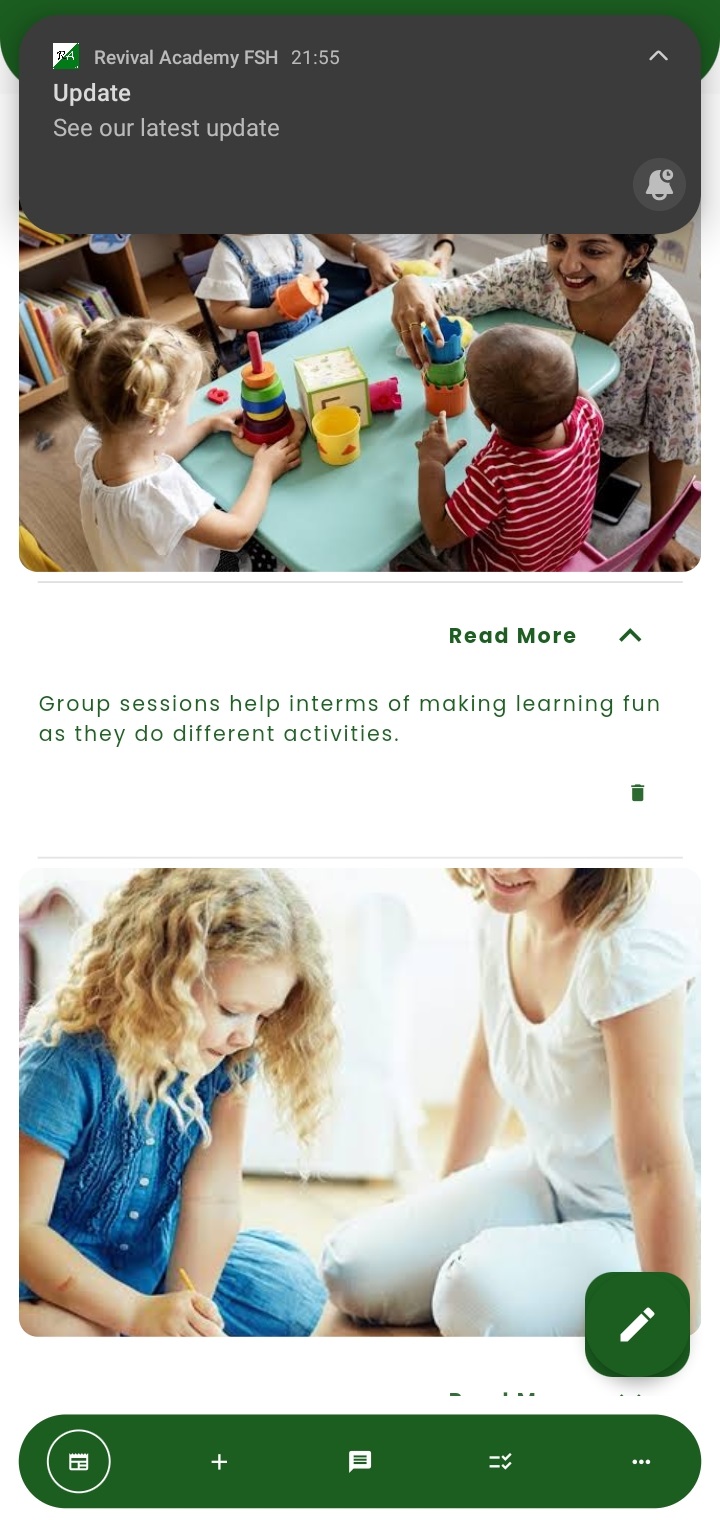 RA Revival Academy FSH 21:55
Update
See our latest update
Read More
Group sessions help interms of making learning fun
as they do different activities.